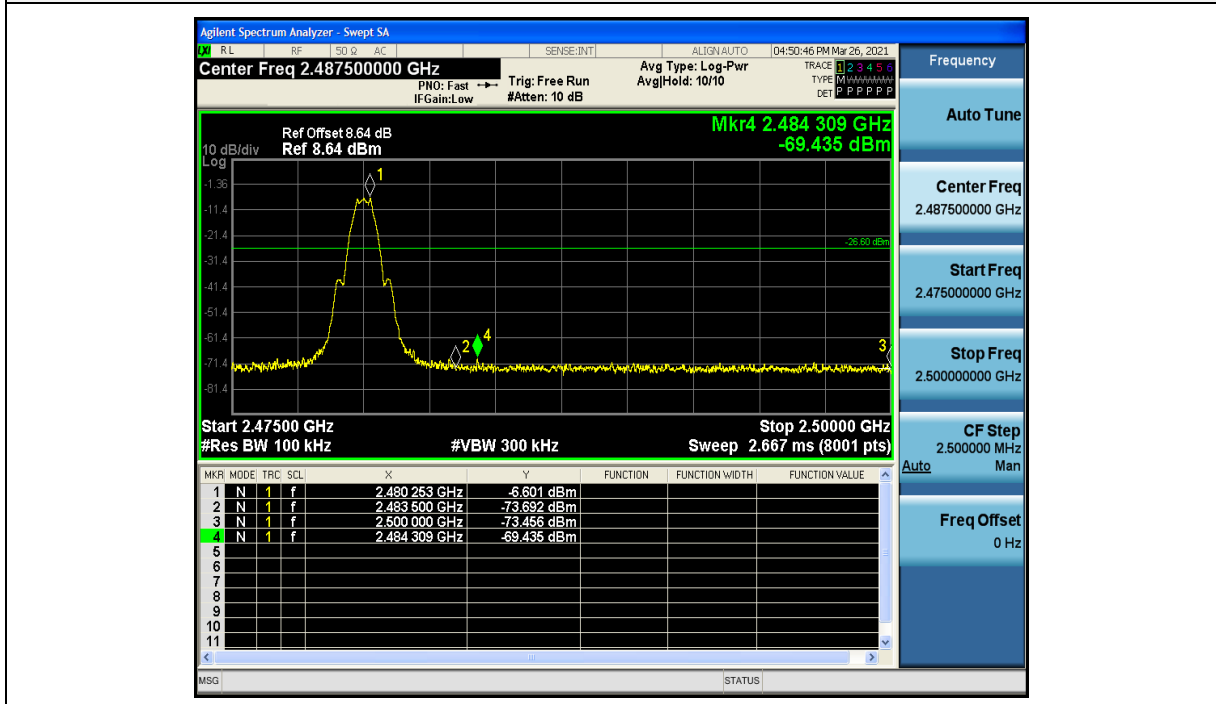 Agilent Spectrum Analyzer - Swept SA
LXI RL RF 50 Ω AC SENSE:INT ALIGNAUTO 04:50:46 PM Mar 26, 2021
Center Freq 2.487500000 GHz
PNO: Fast
IFGain:Low
Trig: Free Run
#Atten: 10 dB
Avg Type: Log-Pwr
Avg|Hold: 10/10
TRACE 1 2 3 4 5 6
TYPE M
DET P P P P P P
Mkr4 2.484 309 GHz
-69.435 dBm
Ref Offset 8.64 dB
10 dB/div Ref 8.64 dBm
Log
-1.36
-11.4
-21.4
-31.4
-41.4
-51.4
-61.4
-71.4
-81.4
1
-26.60 dBm
2
4
3
Start 2.47500 GHz Stop 2.50000 GHz
#Res BW 100 kHz #VBW 300 kHz Sweep 2.667 ms (8001 pts)
MKR MODE TRC SCL X Y FUNCTION FUNCTION WIDTH FUNCTION VALUE
1 N 1 f 2.480 253 GHz -6.601 dBm
2 N 1 f 2.483 500 GHz -73.692 dBm
3 N 1 f 2.500 000 GHz -73.456 dBm
4 N 1 f 2.484 309 GHz -69.435 dBm
5
6
7
8
9
10
11
MSG STATUS
Frequency
Auto Tune
Center Freq
2.487500000 GHz
Start Freq
2.475000000 GHz
Stop Freq
2.500000000 GHz
CF Step
2.500000 MHz
Auto Man
Freq Offset
0 Hz